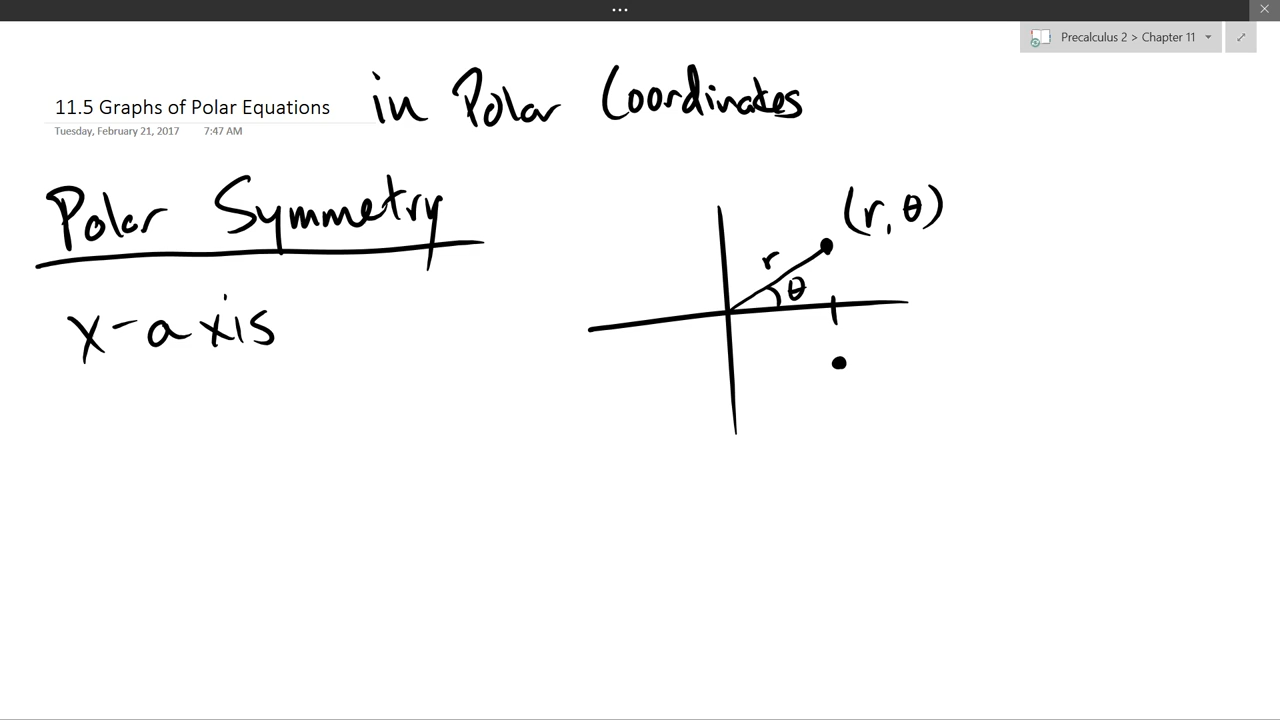 ...
Precalculus 2 > Chapter 11
11.5 Graphs of Polar Equations in Polar Coordinates
Tuesday, February 21, 2017 7:47 AM
Polar Symmetry
(r, θ)
r
θ
x-axis